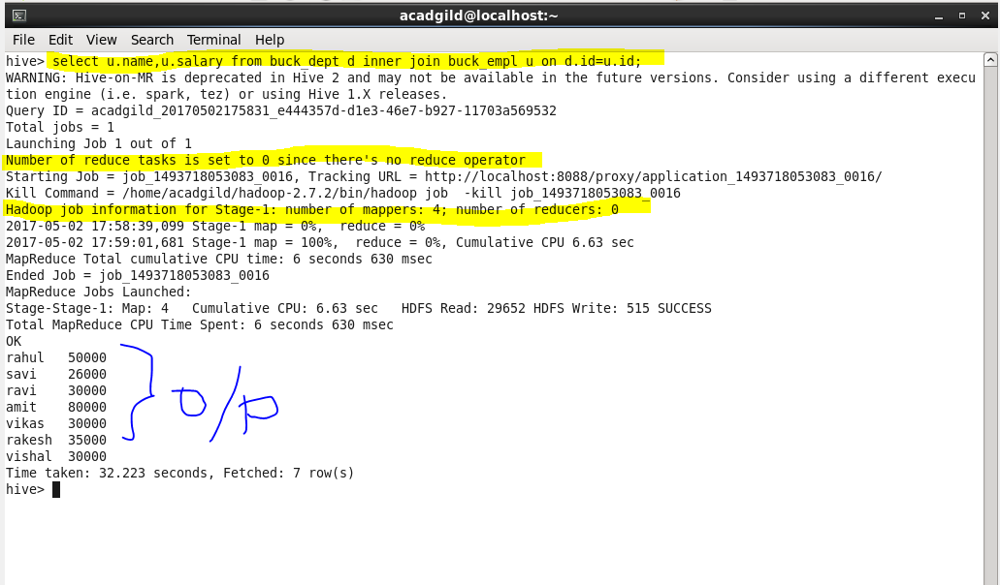 acadgild@localhost:~
File Edit View Search Terminal Help
hive> select u.name,u.salary from buck_dept d inner join buck_empl u on d.id=u.id;
WARNING: Hive-on-MR is deprecated in Hive 2 and may not be available in the future versions. Consider using a different execu
tion engine (i.e. spark, tez) or using Hive 1.X releases.
Query ID = acadgild_20170502175831_e444357d-d1e3-46e7-b927-11703a569532
Total jobs = 1
Launching Job 1 out of 1
Number of reduce tasks is set to 0 since there's no reduce operator
Starting Job = job_1493718053083_0016, Tracking URL = http://localhost:8088/proxy/application_1493718053083_0016/
Kill Command = /home/acadgild/hadoop-2.7.2/bin/hadoop job  -kill job_1493718053083_0016
Hadoop job information for Stage-1: number of mappers: 4; number of reducers: 0
2017-05-02 17:58:39,099 Stage-1 map = 0%,  reduce = 0%
2017-05-02 17:59:01,681 Stage-1 map = 100%,  reduce = 0%, Cumulative CPU 6.63 sec
MapReduce Total cumulative CPU time: 6 seconds 630 msec
Ended Job = job_1493718053083_0016
MapReduce Jobs Launched:
Stage-Stage-1: Map: 4   Cumulative CPU: 6.63 sec   HDFS Read: 29652 HDFS Write: 515 SUCCESS
Total MapReduce CPU Time Spent: 6 seconds 630 msec
OK
rahul   50000
savi    26000
ravi    30000
amit    80000
vikas   30000
rakesh  35000
vishal  30000
O/P
Time taken: 32.223 seconds, Fetched: 7 row(s)
hive>